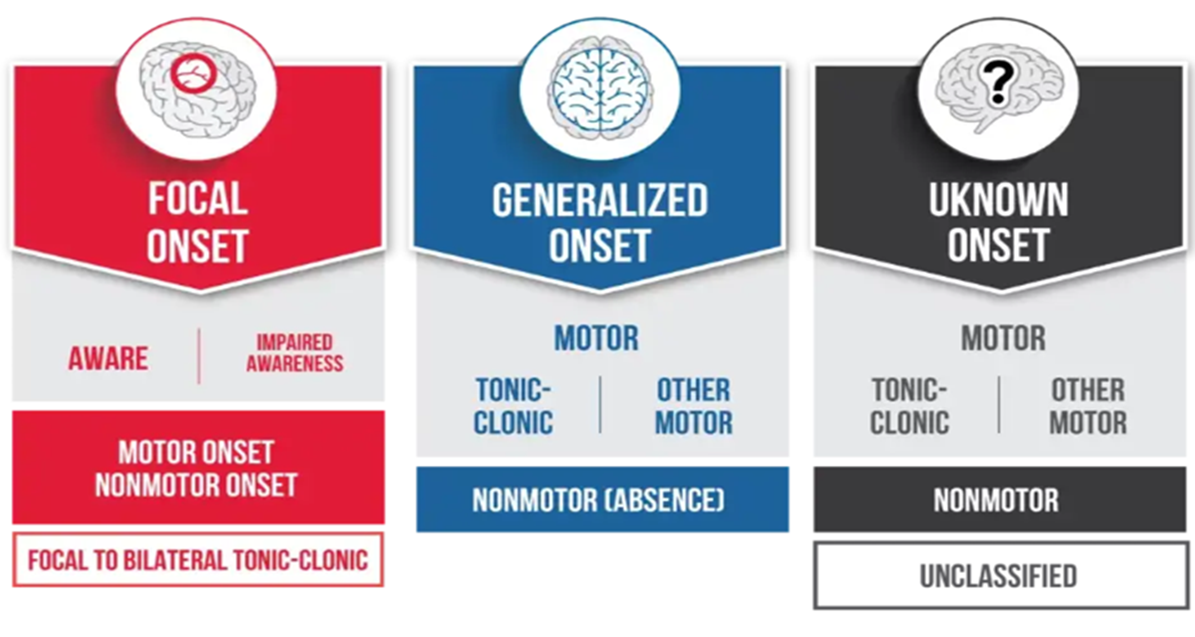 FOCAL
ONSET
AWARE
IMPAIRED
AWARENESS
MOTOR ONSET
NONMOTOR ONSET
FOCAL TO BILATERAL TONIC-CLONIC
GENERALIZED
ONSET
MOTOR
TONIC-
CLONIC
OTHER
MOTOR
NONMOTOR (ABSENCE)
?
UKNOWN
ONSET
MOTOR
TONIC-
CLONIC
OTHER
MOTOR
NONMOTOR
UNCLASSIFIED